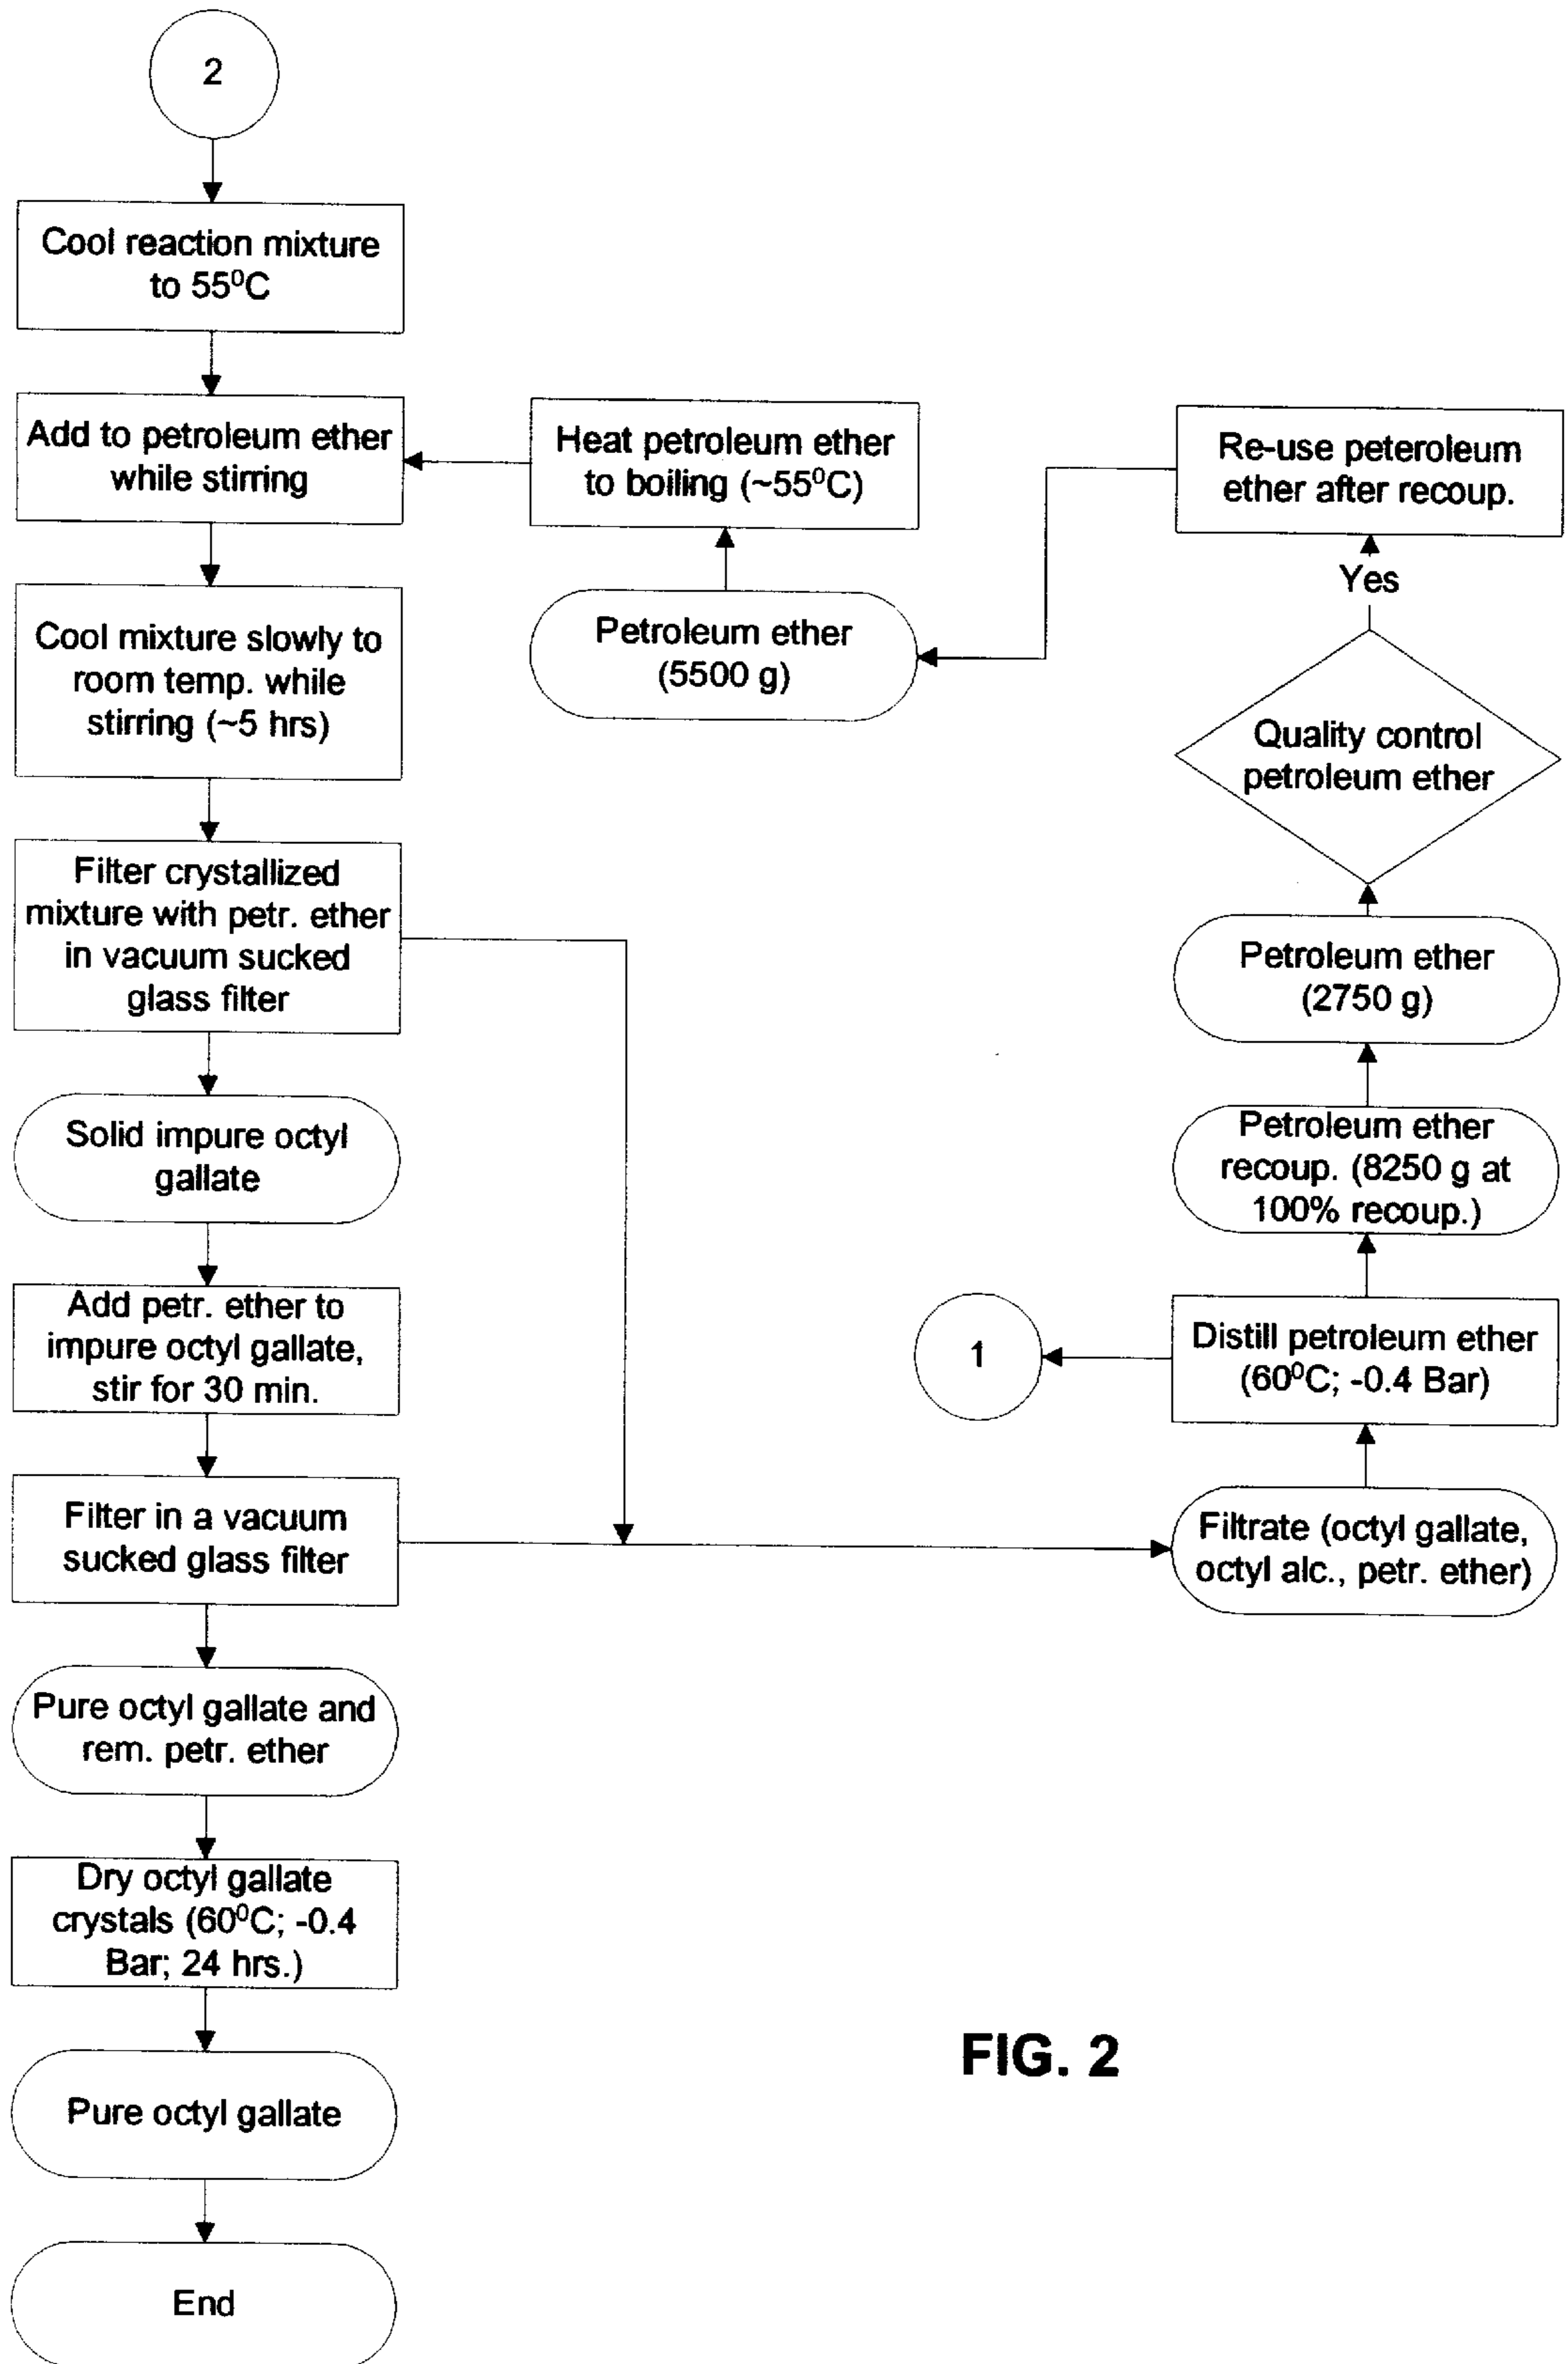 2
Cool reaction mixture
to 55⁰C
Add to petroleum ether
while stirring
Heat petroleum ether
to boiling (~55⁰C)
Re-use peteroleum
ether after recoup.
Yes
Cool mixture slowly to
room temp. while
stirring (~5 hrs)
Petroleum ether
(5500 g)
Quality control
petroleum ether
Filter crystallized
mixture with petr. ether
in vacuum sucked
glass filter
Petroleum ether
(2750 g)
Solid impure octyl
gallate
Petroleum ether
recoup. (8250 g at
100% recoup.)
Add petr. ether to
impure octyl gallate,
stir for 30 min.
1
Distill petroleum ether
(60⁰C; -0.4 Bar)
Filter in a vacuum
sucked glass filter
Filtrate (octyl gallate,
octyl alc., petr. ether)
Pure octyl gallate and
rem. petr. ether
Dry octyl gallate
crystals (60⁰C; -0.4
Bar; 24 hrs.)
Pure octyl gallate
End
FIG. 2